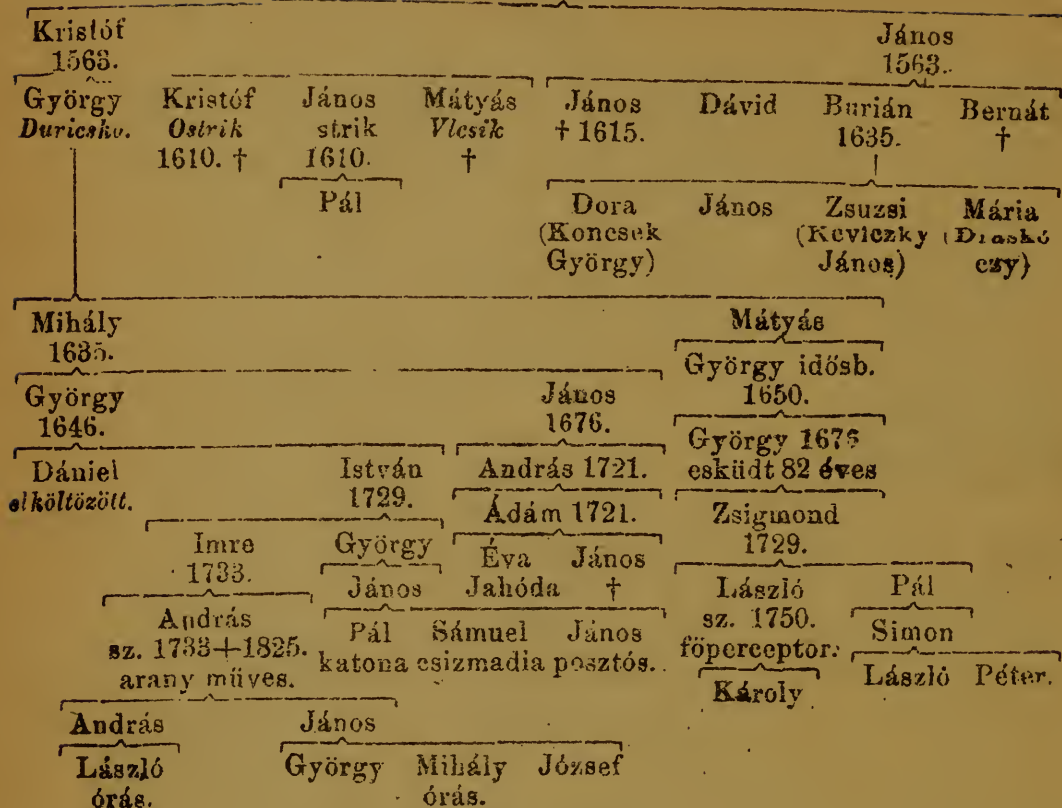 Kristóf János
1563. 1563.
György Kristóf János Mátyás János Dávid Burián Bernát
Duricsko. Ostrik strik Vlcsik † 1615. 1635. †
1610. † 1610. †
Pál Dora János Zsuzsi Mária
(Koncsek (Keviczky (Draskó
György) János) czy)
Mihály Mátyás
1635.
György idősb.
György János 1650.
1646. 1676. György 1676
Dániel István András 1721. esküdt 82 éves
elköltözött. 1729. Ádám 1721. Zsigmond
Imre György Éva János 1729.
1733. János Jahóda † László Pál
András Pál Sámuel János sz. 1750. Simon
sz. 1733+1825. katona csizmadia posztós. főperceptor. László Péter.
arany műves. Károly
András János
László György Mihály József
órás. órás.